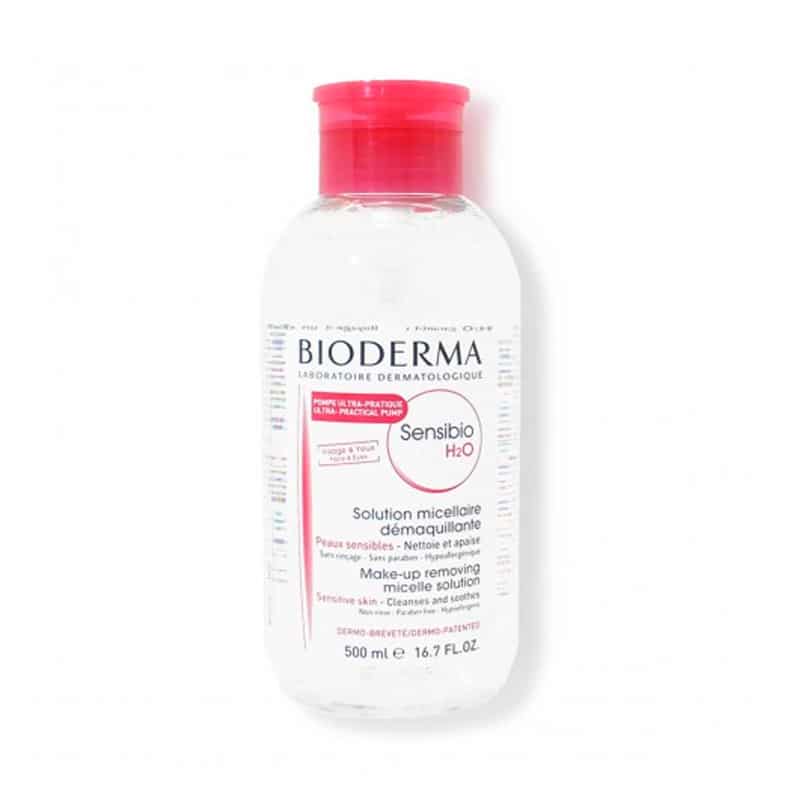 BIODERMA
LABORATOIRE DERMATOLOGIQUE
POMPE ULTRA-PRATIQUE
ULTRA-PRACTICAL PUMP
Sensibio
H2O
Visage & Yeux
Face & Eyes
Solution micellaire
démaquillante
Peaux sensibles - Nettoie et apaise
Sans rinçage - Sans paraben - Hypoallergénique
Make-up removing
micelle solution
Sensitive skin - Cleanses and soothes
Non rinse - Paraben free - Hypoallergenic
DERMO-BREVETÉ/DERMO-PATENTED
500 ml ℮ 16.7 FL.OZ.